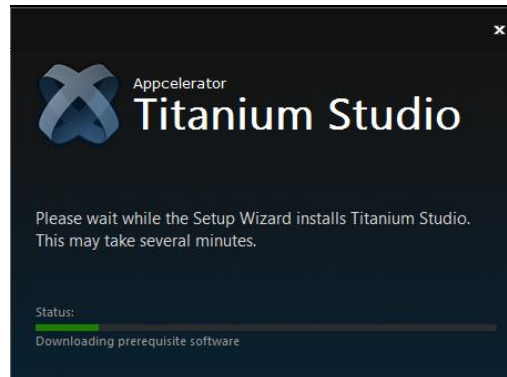 Appcelerator
Titanium Studio
Please wait while the Setup Wizard installs Titanium Studio.
This may take several minutes.
Status:
Downloading prerequisite software